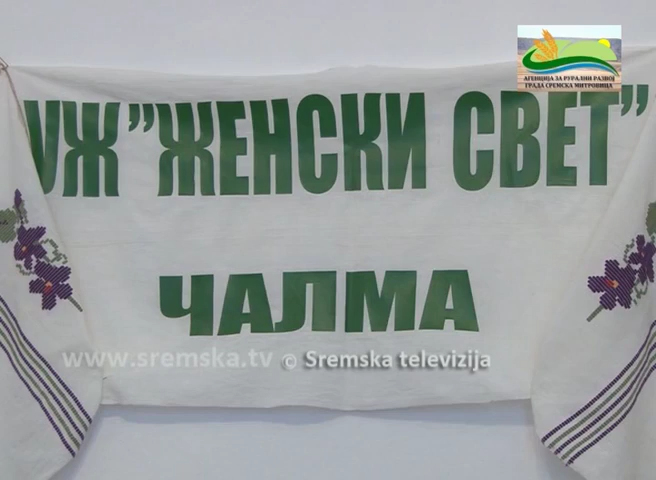 АГЕНЦИЈА ЗА РУРАЛНИ РАЗВОЈ
ГРАДА СРЕМСКА МИТРОВИЦА
УЖ "ЖЕНСКИ СВЕТ"
ЧАЛМА
www.sremska.tv © Sremska televizija